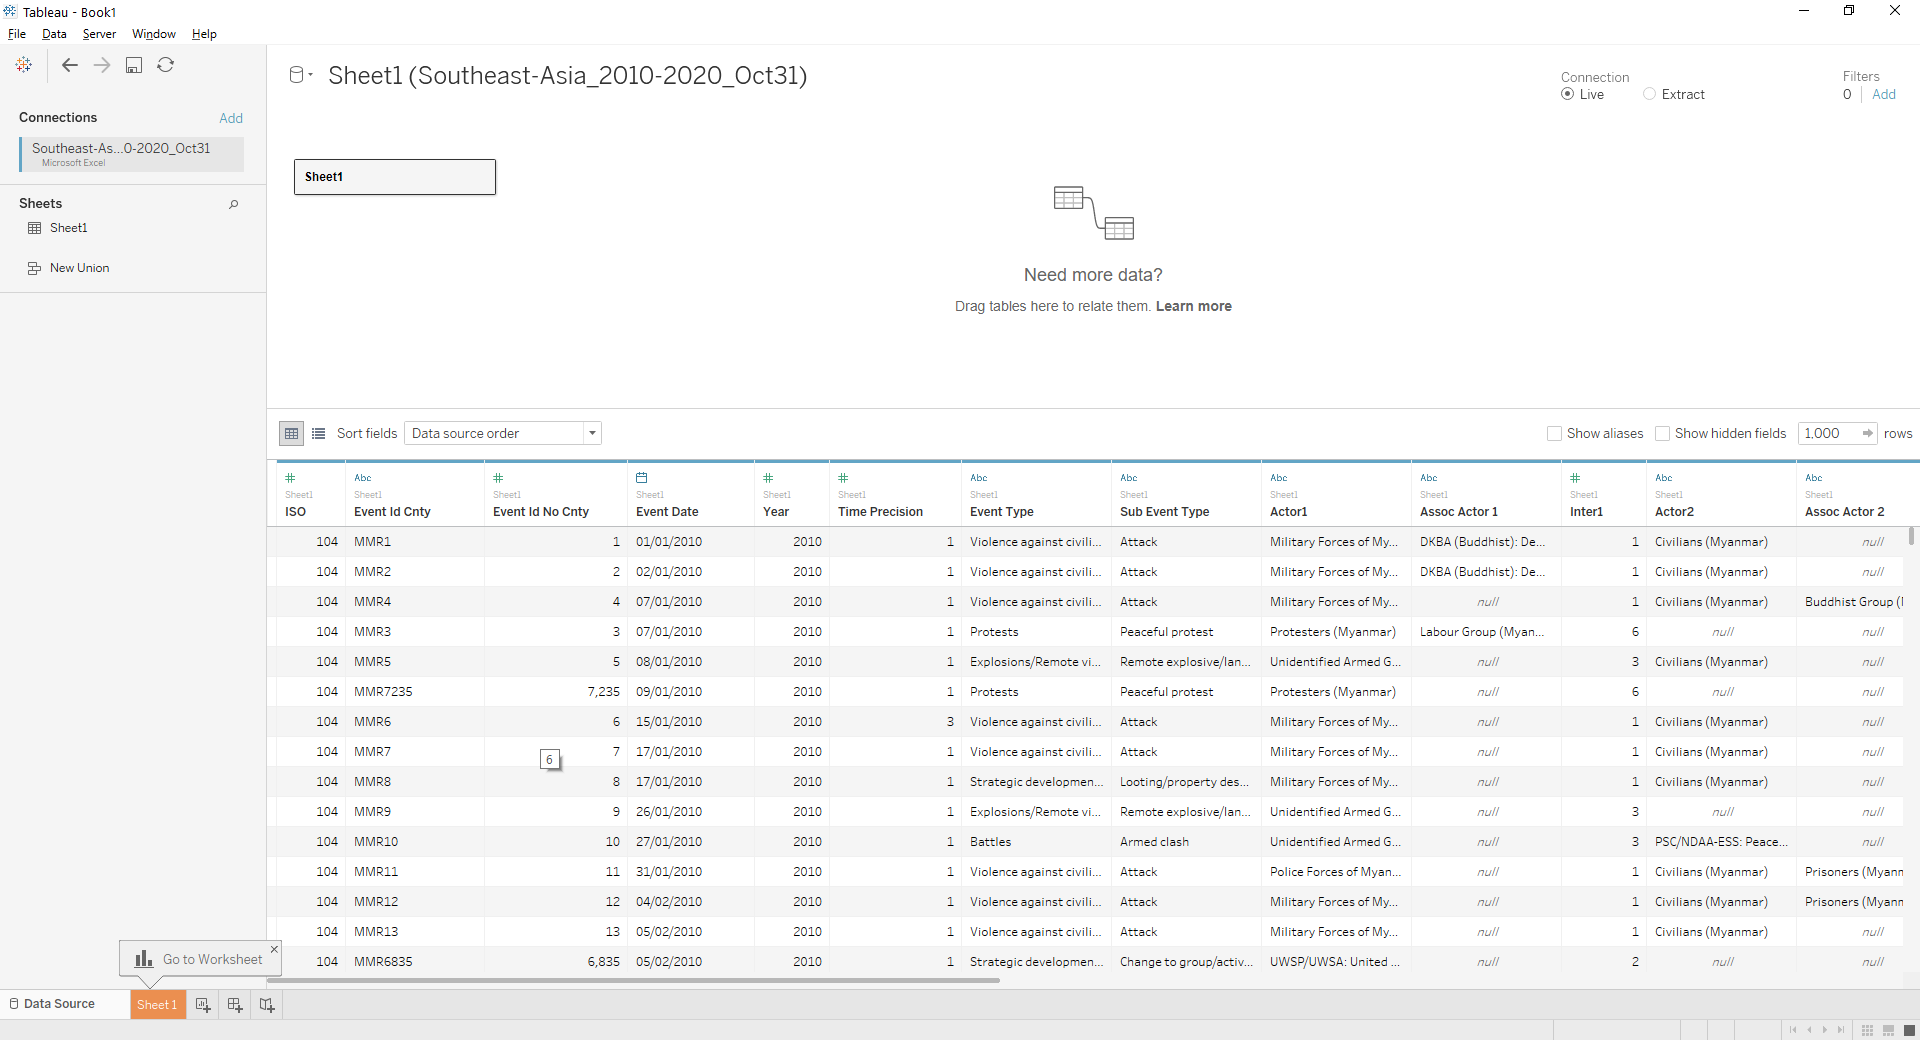 Tableau - Book1
File Data Server Window Help
Connections Add
Southeast-As...0-2020_Oct31
Microsoft Excel
Sheets
Sheet1
New Union
Sheet1 (Southeast-Asia_2010-2020_Oct31)
Connection
Live Extract
Filters
0 Add
Sheet1
Need more data?
Drag tables here to relate them. Learn more
Sort fields Data source order Show aliases Show hidden fields 1,000 rows
# Abc # # # Abc Abc Abc Abc # Abc Abc
Sheet1 Sheet1 Sheet1 Sheet1 Sheet1 Sheet1 Sheet1 Sheet1 Sheet1 Sheet1 Sheet1 Sheet1 Sheet1
ISO Event Id Cnty Event Id No Cnty Event Date Year Time Precision Event Type Sub Event Type Actor1 Assoc Actor 1 Inter1 Actor2 Assoc Actor 2
104 MMR1 1 01/01/2010 2010 1 Violence against civili... Attack Military Forces of My... DKBA (Buddhist): De... 1 Civilians (Myanmar) null
104 MMR2 2 02/01/2010 2010 1 Violence against civili... Attack Military Forces of My... DKBA (Buddhist): De... 1 Civilians (Myanmar) null
104 MMR4 4 07/01/2010 2010 1 Violence against civili... Attack Military Forces of My... null 1 Civilians (Myanmar) Buddhist Group (
104 MMR3 3 07/01/2010 2010 1 Protests Peaceful protest Protesters (Myanmar) Labour Group (Myan... 6 null null
104 MMR5 5 08/01/2010 2010 1 Explosions/Remote vi... Remote explosive/lan... Unidentified Armed G... null 3 Civilians (Myanmar) null
104 MMR7235 7,235 09/01/2010 2010 1 Protests Peaceful protest Protesters (Myanmar) null 6 null null
104 MMR6 6 15/01/2010 2010 3 Violence against civili... Attack Military Forces of My... null 1 Civilians (Myanmar) null
104 MMR7 7 17/01/2010 2010 1 Violence against civili... Attack Military Forces of My... null 1 Civilians (Myanmar) null
6
104 MMR8 8 17/01/2010 2010 1 Strategic developmen... Looting/property des... Military Forces of My... null 1 Civilians (Myanmar) null
104 MMR9 9 26/01/2010 2010 1 Explosions/Remote vi... Remote explosive/lan... Unidentified Armed G... null 3 null null
104 MMR10 10 27/01/2010 2010 1 Battles Armed clash Unidentified Armed G... null 3 PSC/NDAA-ESS: Peace... null
104 MMR11 11 31/01/2010 2010 1 Violence against civili... Attack Police Forces of Myan... null 1 Civilians (Myanmar) Prisoners (Myann
104 MMR12 12 04/02/2010 2010 1 Violence against civili... Attack Military Forces of My... null 1 Civilians (Myanmar) Prisoners (Myann
104 MMR13 13 05/02/2010 2010 1 Violence against civili... Attack Military Forces of My... null 1 Civilians (Myanmar) null
104 MMR6835 6,835 05/02/2010 2010 1 Strategic developmen... Change to group/activ... UWSP/UWSA: United ... null 2 null null
Go to Worksheet
Data Source Sheet 1